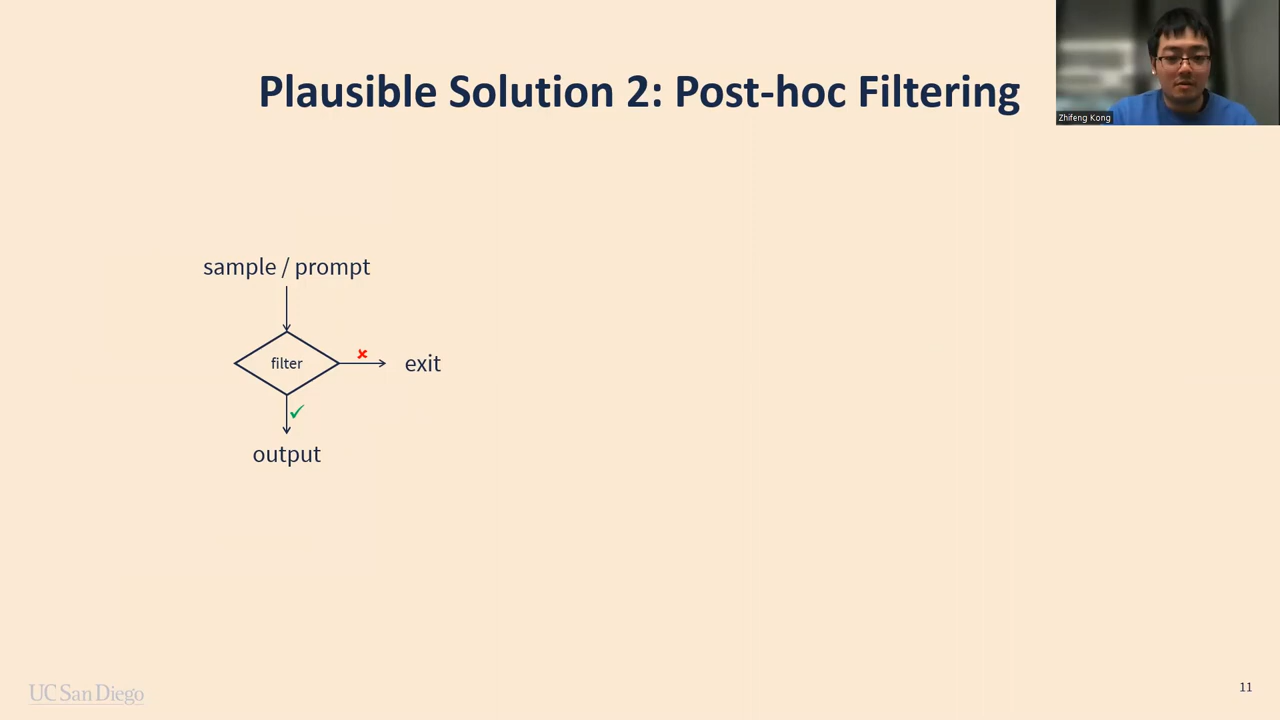 Plausible Solution 2: Post-hoc Filtering
Zhifeng Kong
sample / prompt
filter
✘
exit
✓
output
UC San Diego
11